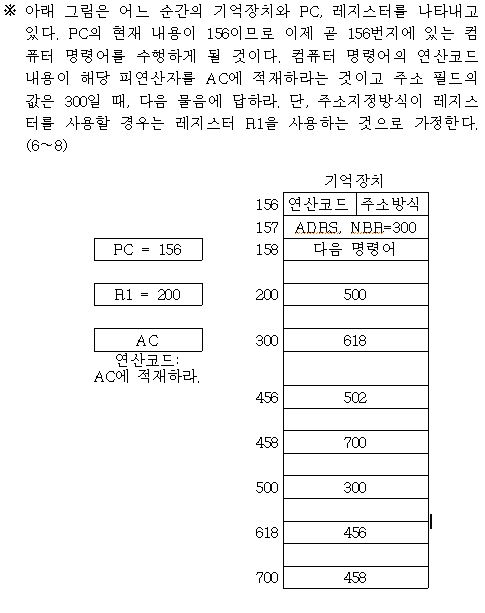 ※ 아래 그림은 어느 순간의 기억장치와 PC, 레지스터를 나타내고
있다. PC의 현재 내용이 156이므로 이제 곧 156번지에 있는 컴
퓨터 명령어를 수행하게 될 것이다. 컴퓨터 명령어의 연산코드
내용이 해당 피연산자를 AC에 적재하라는 것이고 주소 필드의
값은 300일 때, 다음 물음에 답하라. 단, 주소지정방식이 레지스
터를 사용할 경우는 레지스터 R1을 사용하는 것으로 가정한다.
(6~8)
기억장치
156 연산코드 주소방식
157 ADRS, NBR=300
PC = 156 158 다음 명령어
R1 = 200 200 500
AC 300 618
연산코드:
AC에 적재하라.
456 502
458 700
500 300
618 456
700 458